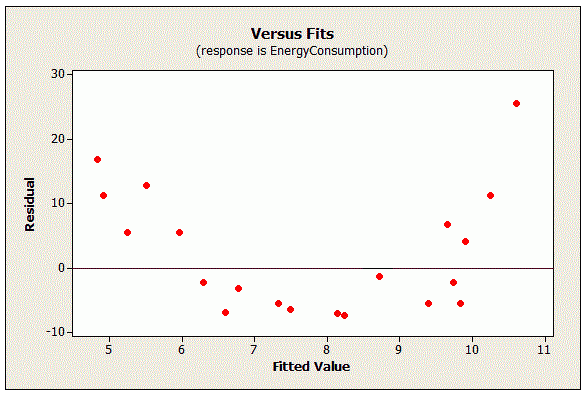 Versus Fits
(response is EnergyConsumption)
30
20
10
0
-10
Residual
5 6 7 8 9 10 11
Fitted Value